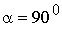 α = 90⁰